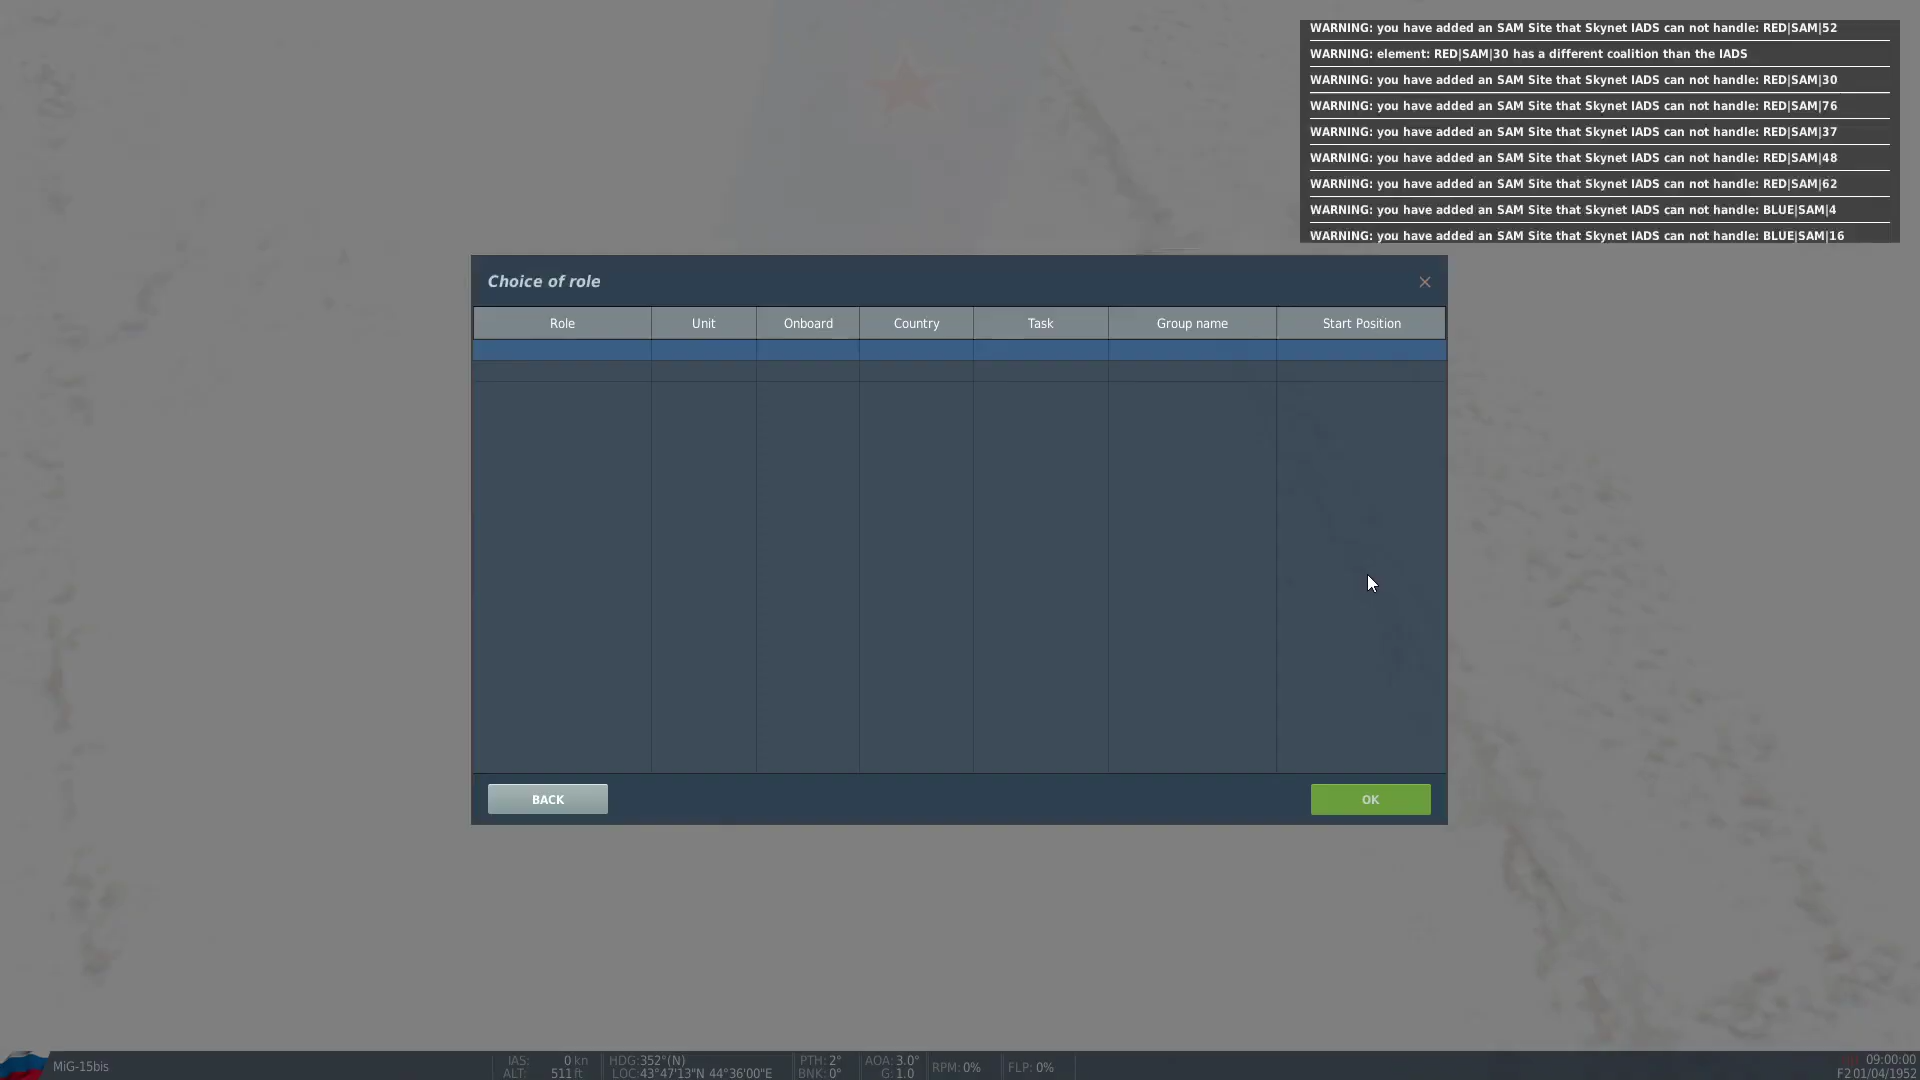 WARNING: you have added an SAM Site that Skynet IADS can not handle: RED|SAM|52
WARNING: element: RED|SAM|30 has a different coalition than the IADS
WARNING: you have added an SAM Site that Skynet IADS can not handle: RED|SAM|30
WARNING: you have added an SAM Site that Skynet IADS can not handle: RED|SAM|76
WARNING: you have added an SAM Site that Skynet IADS can not handle: RED|SAM|37
WARNING: you have added an SAM Site that Skynet IADS can not handle: RED|SAM|48
WARNING: you have added an SAM Site that Skynet IADS can not handle: RED|SAM|62
WARNING: you have added an SAM Site that Skynet IADS can not handle: BLUE|SAM|4
WARNING: you have added an SAM Site that Skynet IADS can not handle: BLUE|SAM|16
Choice of role
Role Unit Onboard Country Task Group name Start Position
BACK OK
MiG-15bis
IAS: 0 kn HDG:352°(N) PTH: 2° AOA: 3.0° RPM: 0% FLP: 0% 09:00:00
ALT: 511 ft LOC:43°47'13"N 44°36'00"E BNK: 0° G: 1.0 F2 01/04/1952